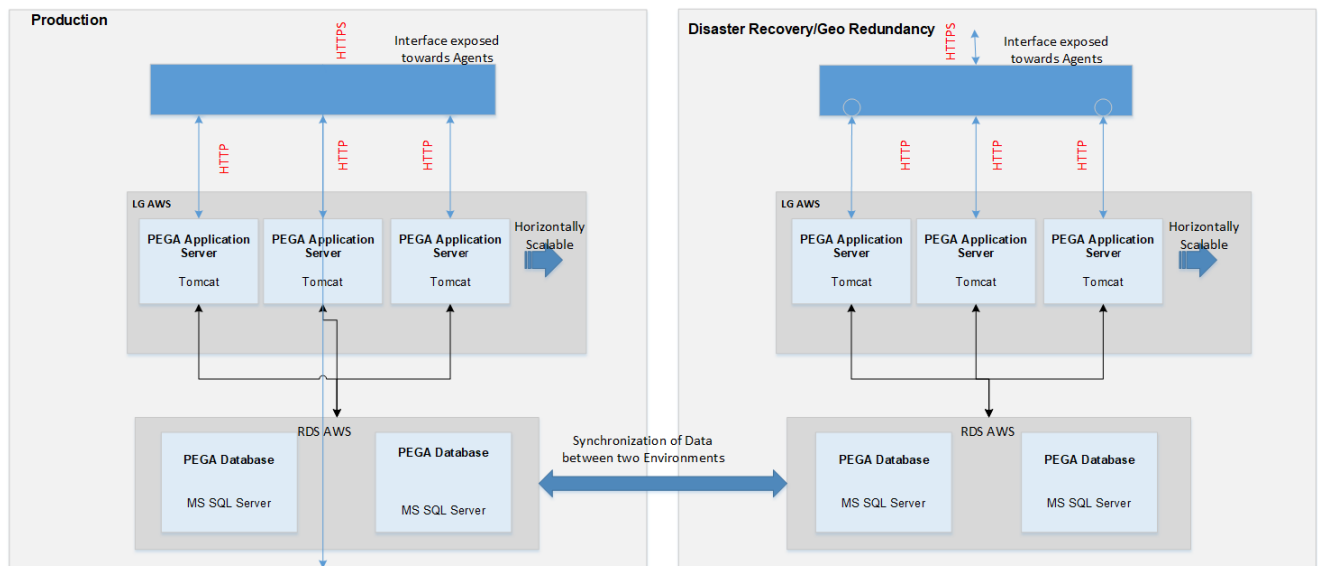 Production
HTTPS
Interface exposed
towards Agents
HTTP
HTTP
HTTP
LG AWS
PEGA Application
Server
Tomcat
PEGA Application
Server
Tomcat
PEGA Application
Server
Tomcat
Horizontally
Scalable
RDS AWS
PEGA Database
MS SQL Server
PEGA Database
MS SQL Server
Synchronization of Data
between two Environments
Disaster Recovery/Geo Redundancy
HTTPS
Interface exposed
towards Agents
HTTP
HTTP
HTTP
LG AWS
PEGA Application
Server
Tomcat
PEGA Application
Server
Tomcat
PEGA Application
Server
Tomcat
Horizontally
Scalable
RDS AWS
PEGA Database
MS SQL Server
PEGA Database
MS SQL Server